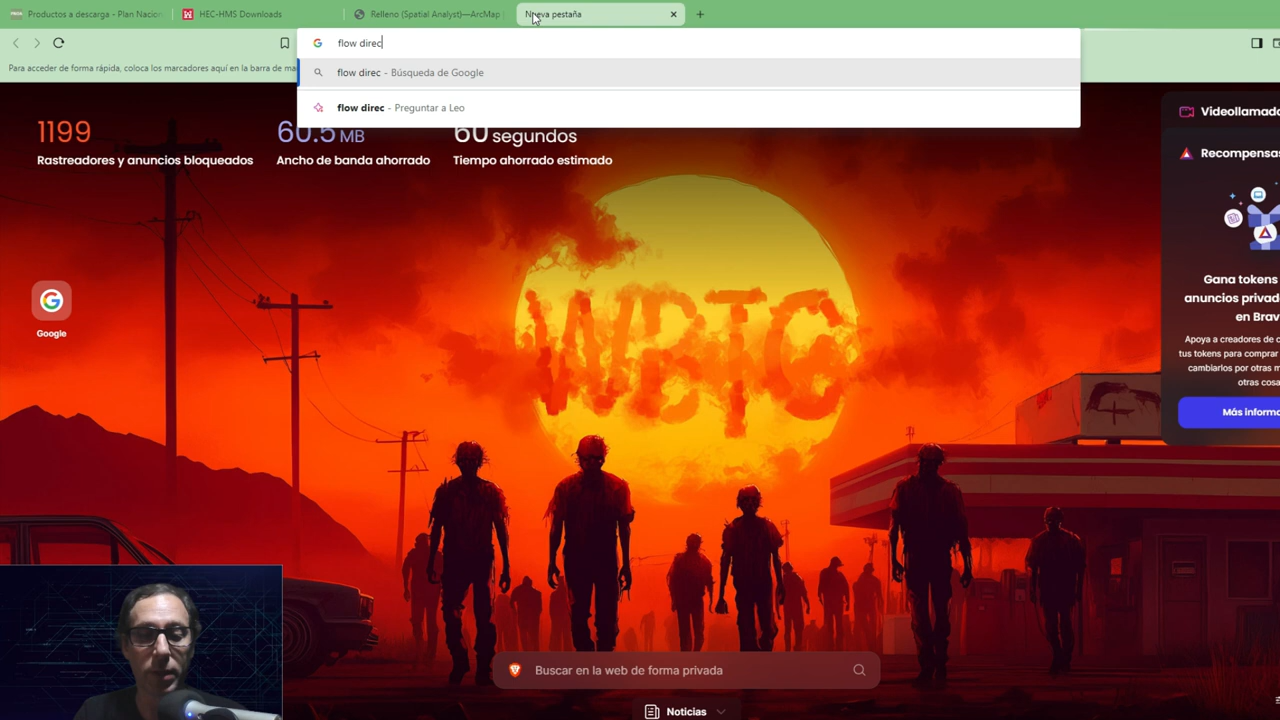 Productos a descarga - Plan Nacion
HEC-HMS Downloads
Relleno (Spatial Analyst)—ArcMap |
Nueva pestaña
flow direc
Para acceder de forma rápida, coloca los marcadores aquí en la barra de ma
flow direc - Búsqueda de Google
flow direc - Preguntar a Leo
1199
Rastreadores y anuncios bloqueados
60.5 MB
Ancho de banda ahorrado
60 segundos
Tiempo ahorrado estimado
Videollamada
Recompensas
WBTC
Google
Gana tokens
anuncios privad
en Brav
Apoya a creadores de c
tus tokens para comprar
cambiarlos por otras m
otras cosa
Más informa
Buscar en la web de forma privada
Noticias